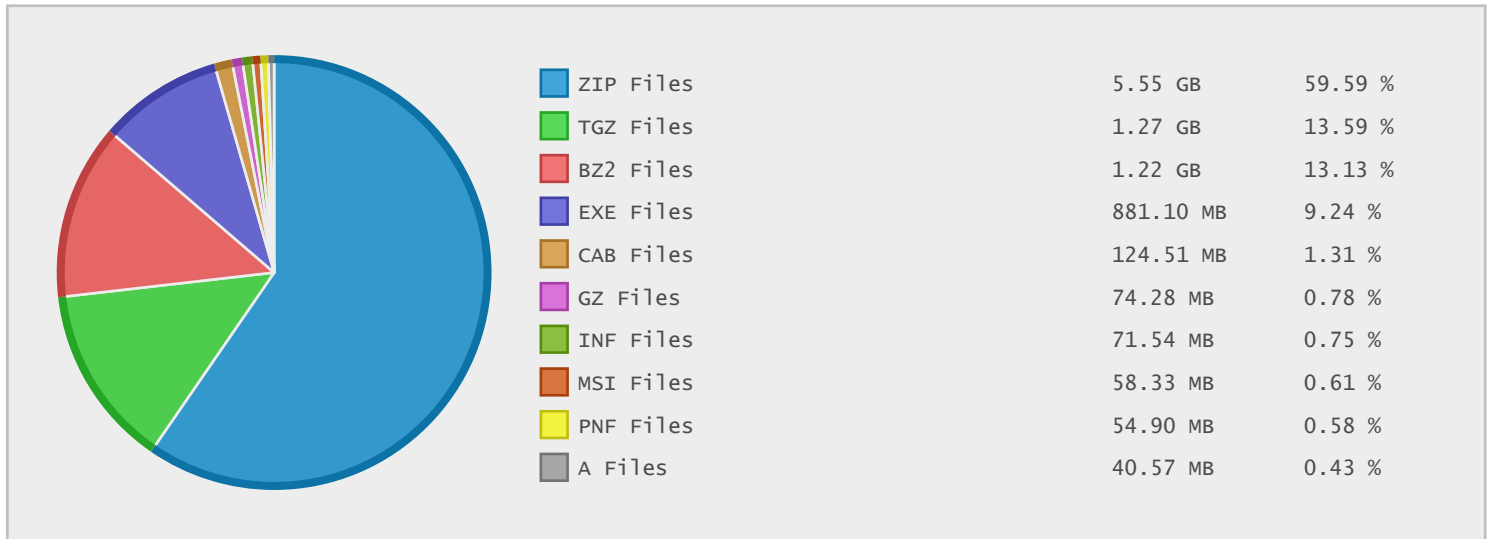 ZIP Files 5.55 GB 59.59 %
TGZ Files 1.27 GB 13.59 %
BZ2 Files 1.22 GB 13.13 %
EXE Files 881.10 MB 9.24 %
CAB Files 124.51 MB 1.31 %
GZ Files 74.28 MB 0.78 %
INF Files 71.54 MB 0.75 %
MSI Files 58.33 MB 0.61 %
PNF Files 54.90 MB 0.58 %
A Files 40.57 MB 0.43 %